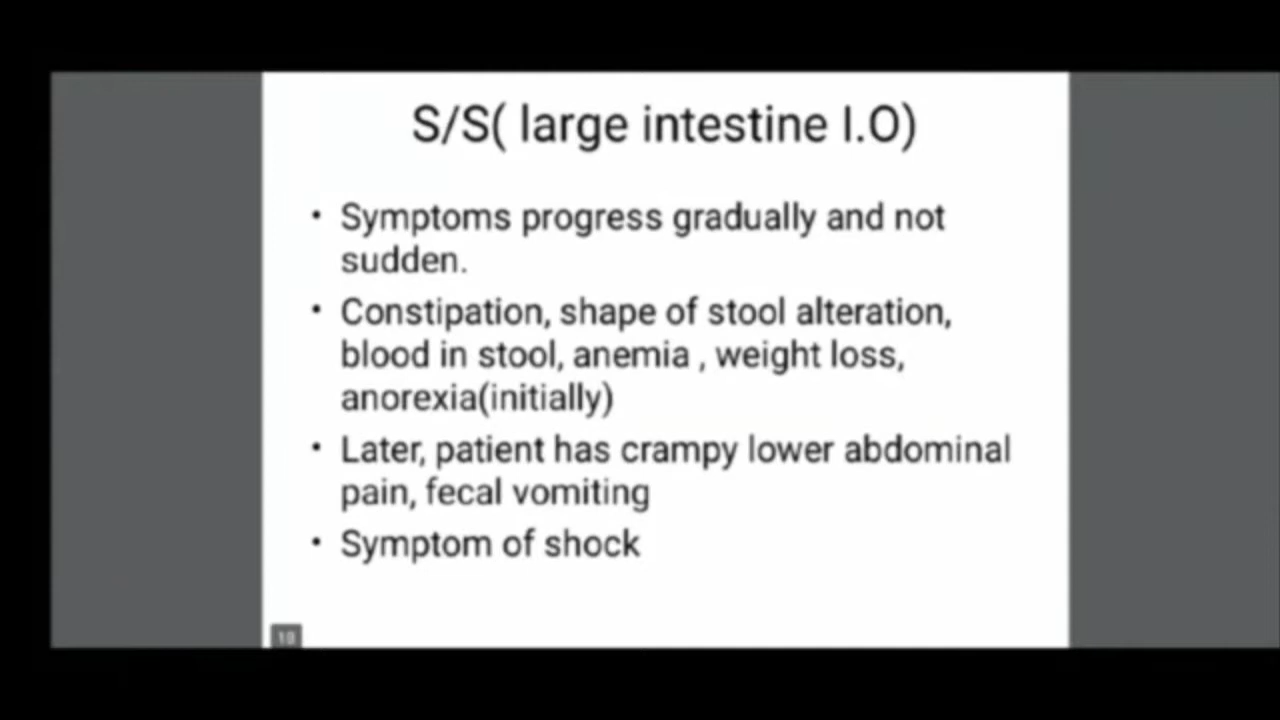 S/S( large intestine I.O)
• Symptoms progress gradually and not
sudden.
• Constipation, shape of stool alteration,
blood in stool, anemia , weight loss,
anorexia(initially)
• Later, patient has crampy lower abdominal
pain, fecal vomiting
• Symptom of shock